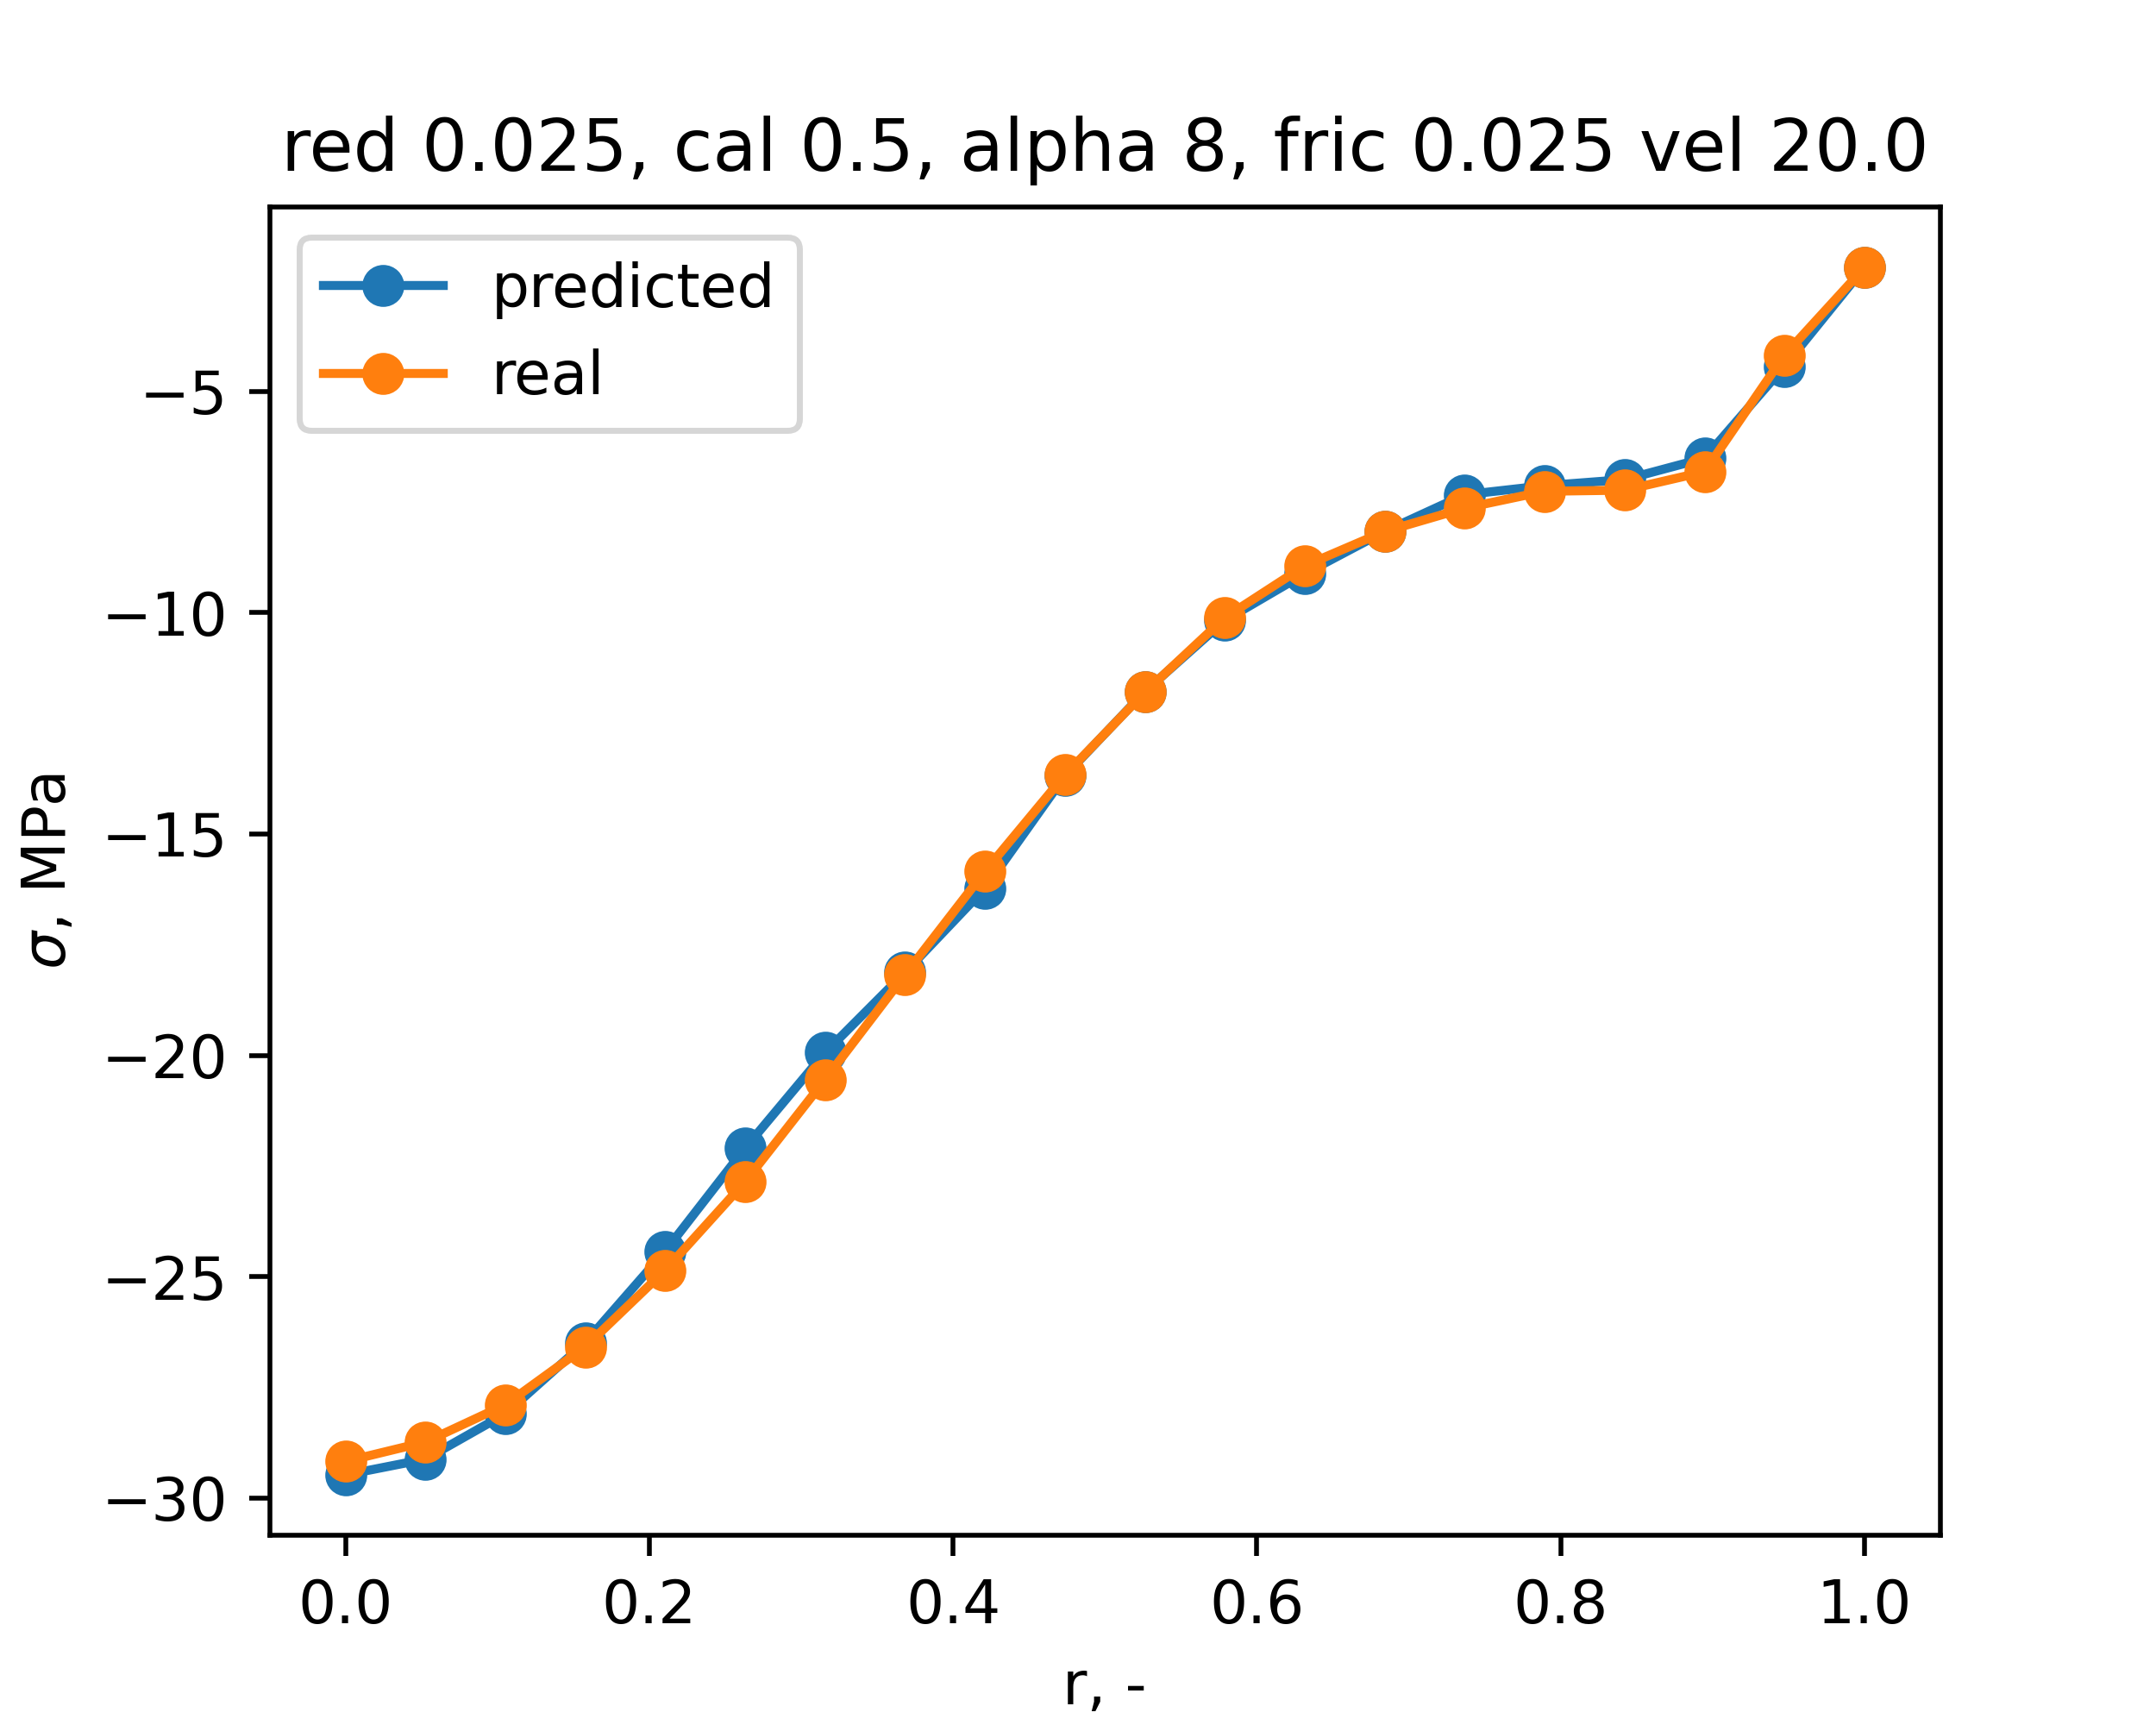 red 0.025, cal 0.5, alpha 8, fric 0.025 vel 20.0
predicted
real
−5
−10
−15
−20
−25
−30
σ, MPa
0.0 0.2 0.4 0.6 0.8 1.0
r, -